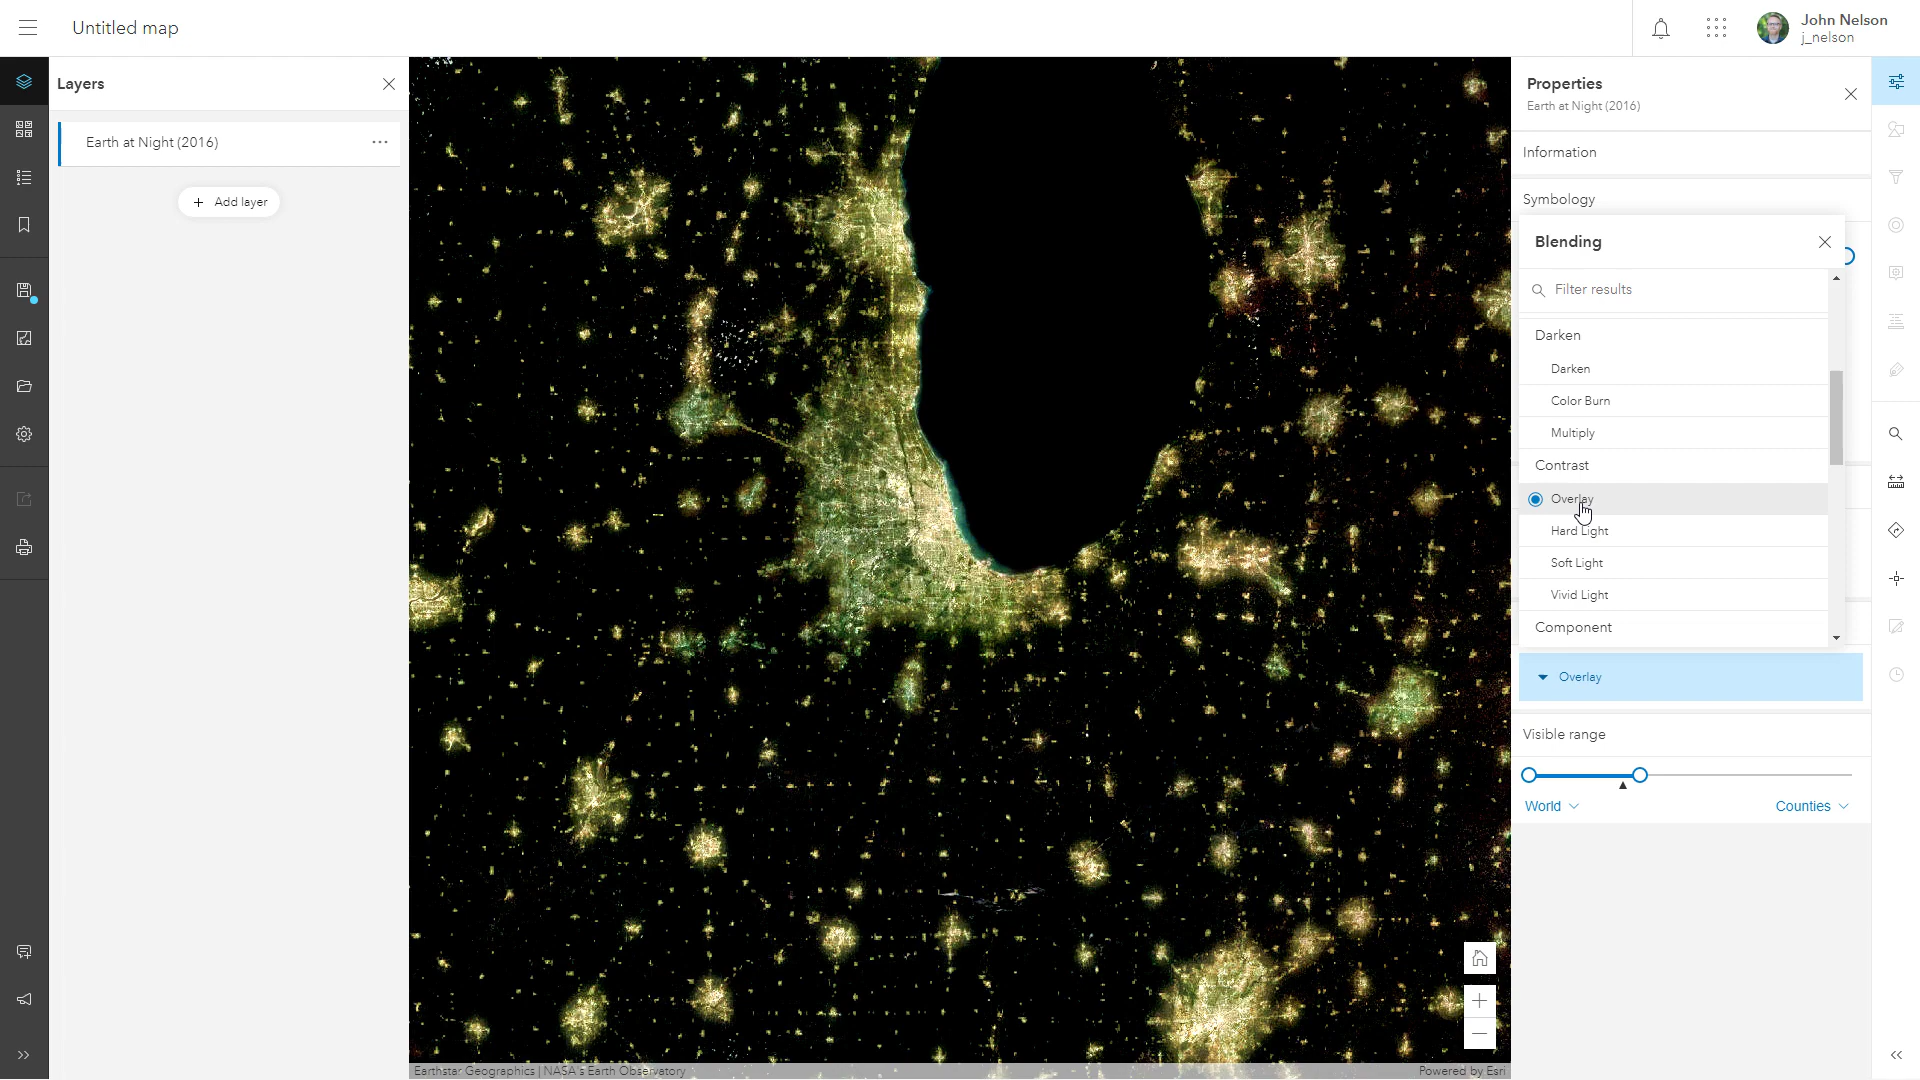 Untitled map
John Nelson
j_nelson
Layers
Earth at Night (2016)
Add layer
Properties
Earth at Night (2016)
Information
Symbology
Blending
Filter results
Darken
Darken
Color Burn
Multiply
Contrast
Overlay
Hard Light
Soft Light
Vivid Light
Component
Overlay
Visible range
World
Counties
Earthstar Geographics | NASA's Earth Observatory
Powered by Esri